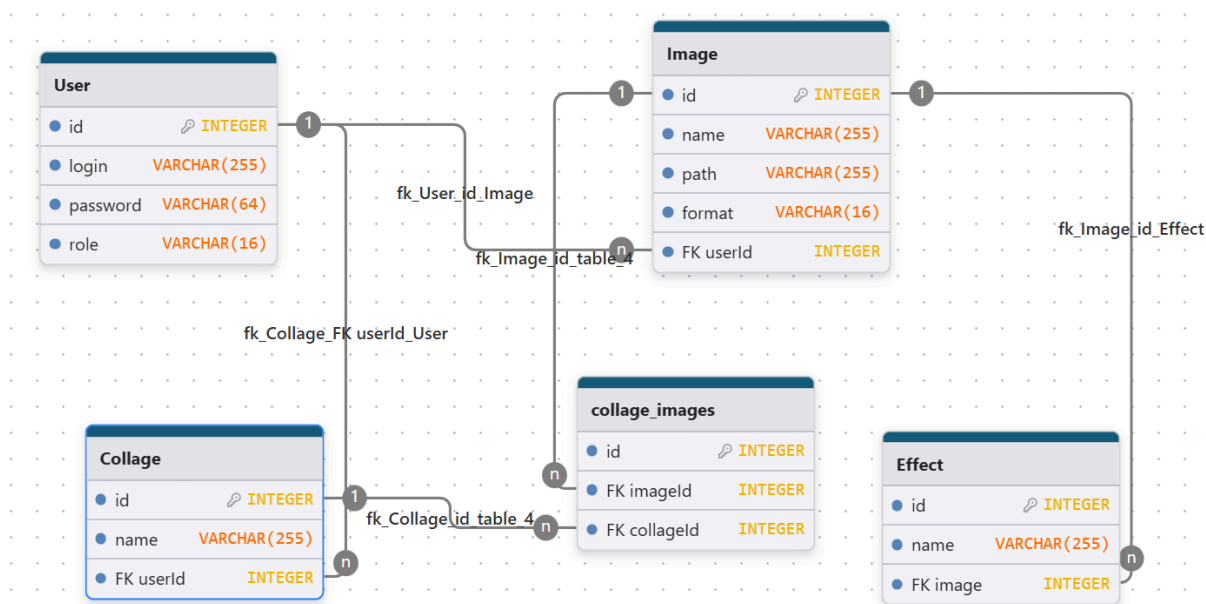 User
id INTEGER
login VARCHAR(255)
password VARCHAR(64)
role VARCHAR(16)
1
fk_User_id_Image
Image
1
id INTEGER
1
name VARCHAR(255)
path VARCHAR(255)
format VARCHAR(16)
n
FK userId INTEGER
fk_Image_id_table_4
fk_Image_id_Effect
fk_Collage_FK userId_User
Collage
id INTEGER
1
name VARCHAR(255)
FK userId INTEGER
n
fk_Collage_id_table_4
collage_images
id INTEGER
n
FK imageId INTEGER
n
FK collageId INTEGER
Effect
id INTEGER
name VARCHAR(255)
n
FK image INTEGER